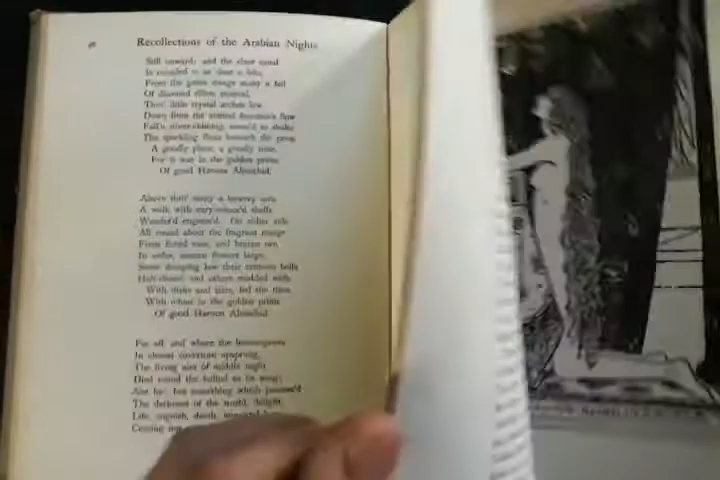 Recollections of the Arabian Nights
Still onward; and the clear canal
Is rounded to as clear a lake.
From the green rivage many a fall
Of diamond rillets musical,
Thro' little crystal arches low
Down from the central fountain's flow
Fall'n silver-chiming, seem'd to shake
The sparkling flints beneath the prow.
A goodly place, a goodly time,
For it was in the golden prime
Of good Haroun Alraschid.
Above thro' many a bowery turn
A walk with vary-colour'd shells
Wander'd engrain'd. On either side
All round about the fragrant marge
From fluted vase, and brazen urn
In order, eastern flowers large,
Some dropping low their crimson bells
Half-closed, and others studded wide
With disks and tiars, fed the time
With odour in the golden prime
Of good Haroun Alraschid.
Far off, and where the lemon grove
In closest coverture upsprung,
The living airs of middle night
Died round the bulbul as he sung;
Not he: but something which possess'd
The darkness of the world, delight,
Life, anguish, death, immortal